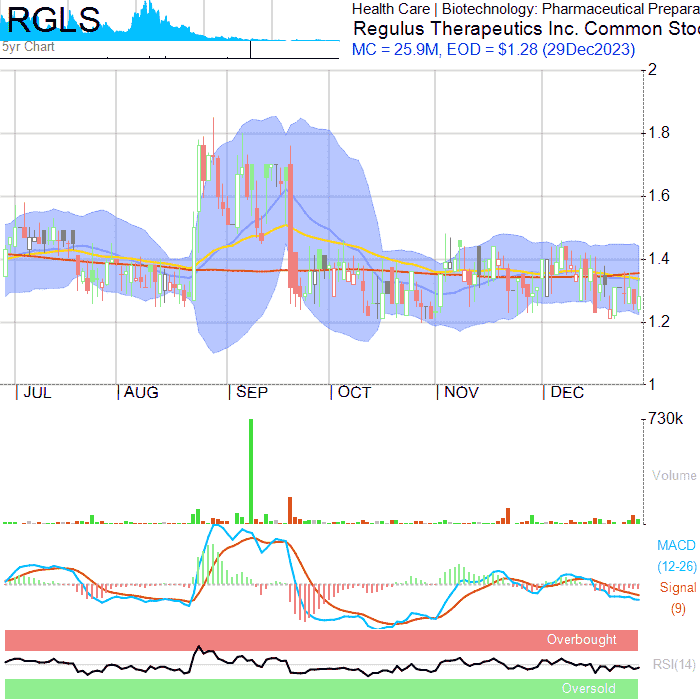 RGLS
5yr Chart
Health Care | Biotechnology: Pharmaceutical Prepara
Regulus Therapeutics Inc. Common Stoc
MC = 25.9M, EOD = $1.28 (29Dec2023)
2
1.8
1.6
1.4
1.2
1
JUL AUG SEP OCT NOV DEC
730k
Volume
MACD
(12-26)
Signal
(9)
Overbought
RSI(14)
Oversold